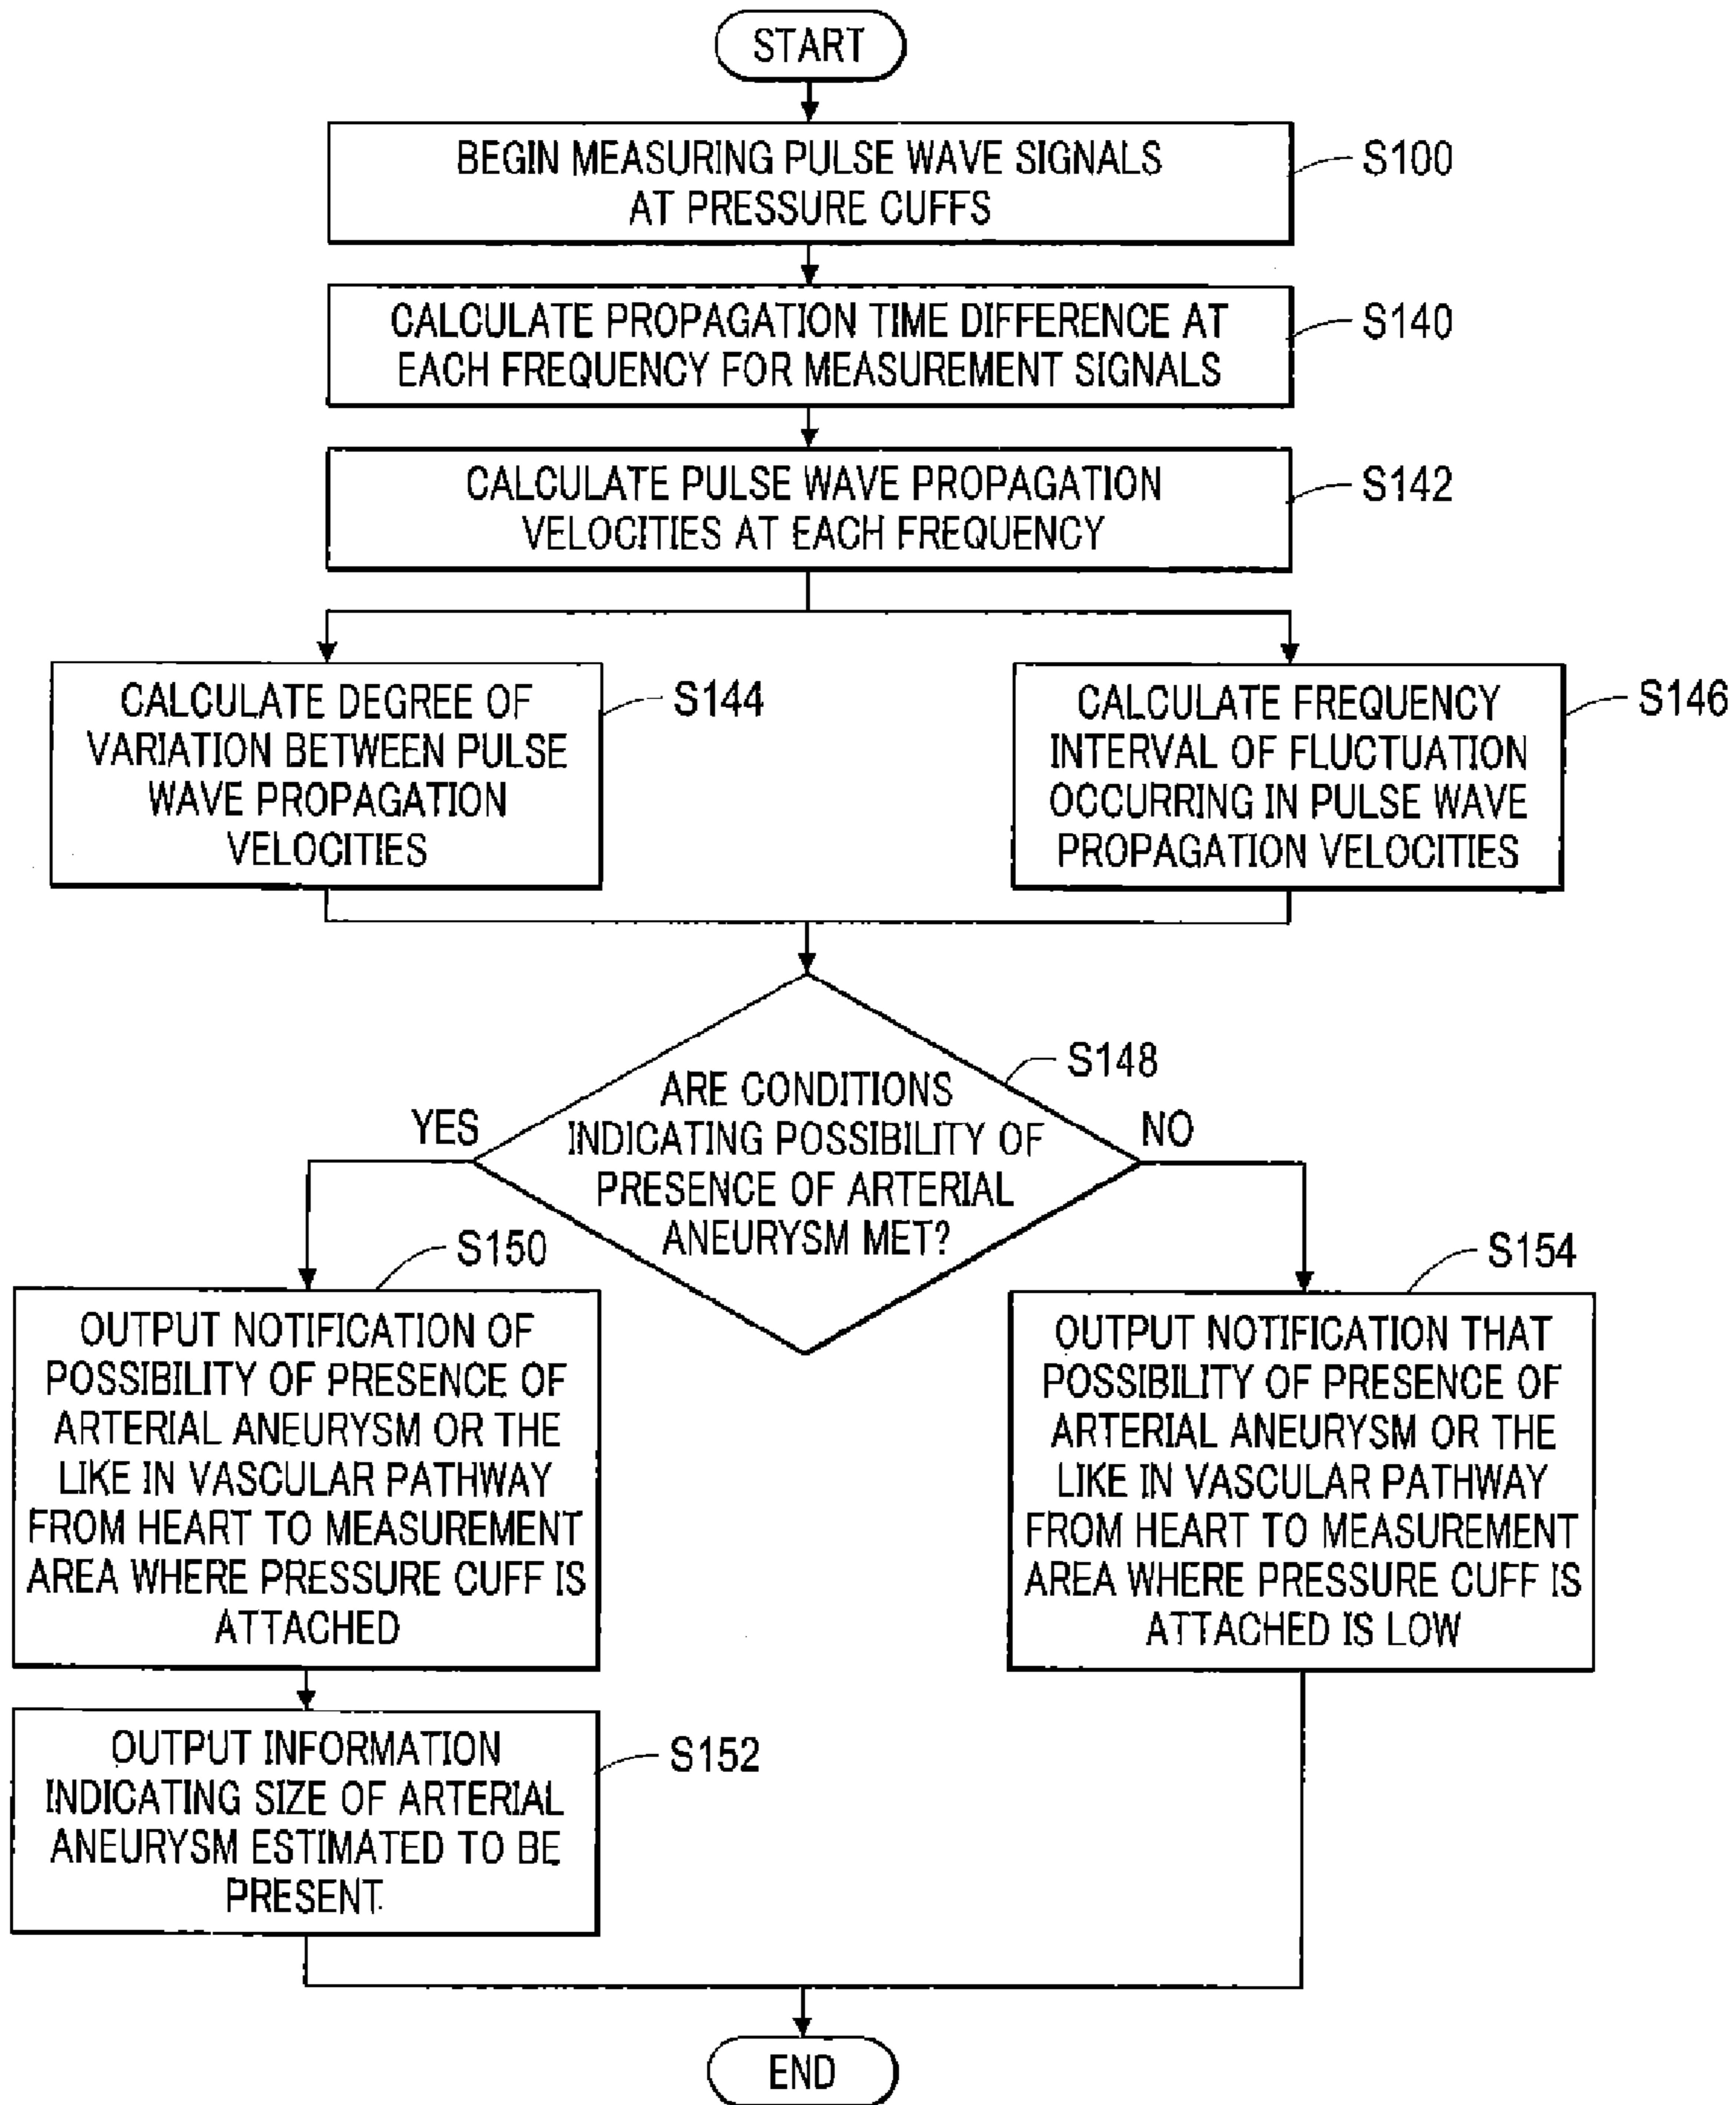 START
BEGIN MEASURING PULSE WAVE SIGNALS
AT PRESSURE CUFFS
S100
CALCULATE PROPAGATION TIME DIFFERENCE AT
EACH FREQUENCY FOR MEASUREMENT SIGNALS
S140
CALCULATE PULSE WAVE PROPAGATION
VELOCITIES AT EACH FREQUENCY
S142
CALCULATE DEGREE OF
VARIATION BETWEEN PULSE
WAVE PROPAGATION
VELOCITIES
S144
CALCULATE FREQUENCY
INTERVAL OF FLUCTUATION
OCCURRING IN PULSE WAVE
PROPAGATION VELOCITIES
S146
ARE CONDITIONS
INDICATING POSSIBILITY OF
PRESENCE OF ARTERIAL
ANEURYSM MET?
S148
YES
NO
S150
OUTPUT NOTIFICATION OF
POSSIBILITY OF PRESENCE OF
ARTERIAL ANEURYSM OR THE
LIKE IN VASCULAR PATHWAY
FROM HEART TO MEASUREMENT
AREA WHERE PRESSURE CUFF IS
ATTACHED
S154
OUTPUT NOTIFICATION THAT
POSSIBILITY OF PRESENCE OF
ARTERIAL ANEURYSM OR THE
LIKE IN VASCULAR PATHWAY
FROM HEART TO MEASUREMENT
AREA WHERE PRESSURE CUFF IS
ATTACHED IS LOW
OUTPUT INFORMATION
INDICATING SIZE OF ARTERIAL
ANEURYSM ESTIMATED TO BE
PRESENT
S152
END